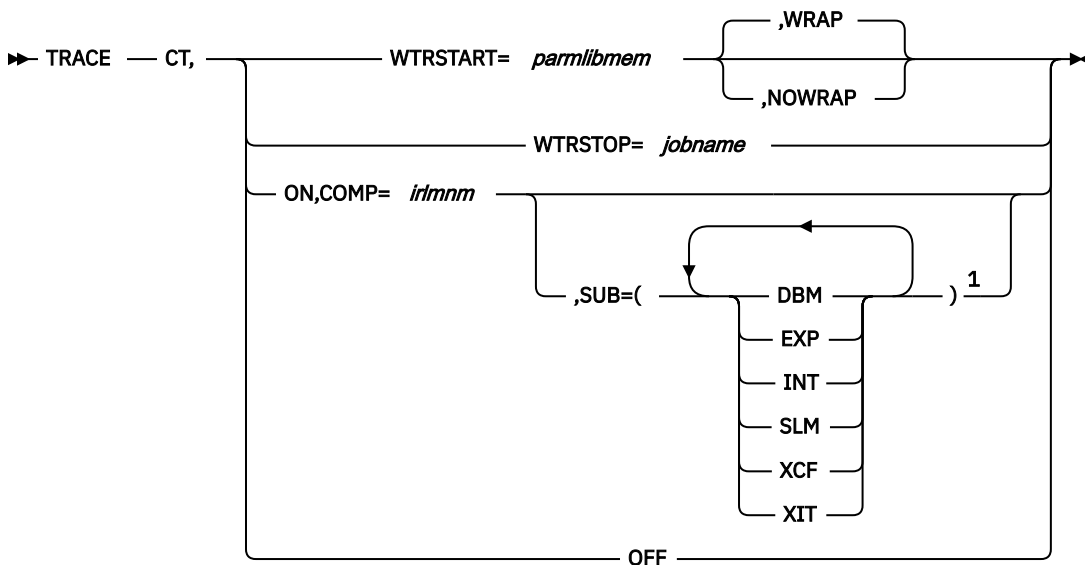 ,WRAP
TRACE CT, WTRSTART= parmlibmem
,NOWRAP
WTRSTOP= jobname
ON,COMP= irlmnm
,SUB=( DBM ) 1
EXP
INT
SLM
XCF
XIT
OFF